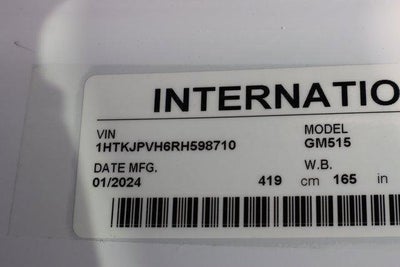 INTERNATIO
VIN MODEL
1HTKJPVH6RH598710 GM515
DATE MFG. W.B.
01/2024 419 cm 165 in